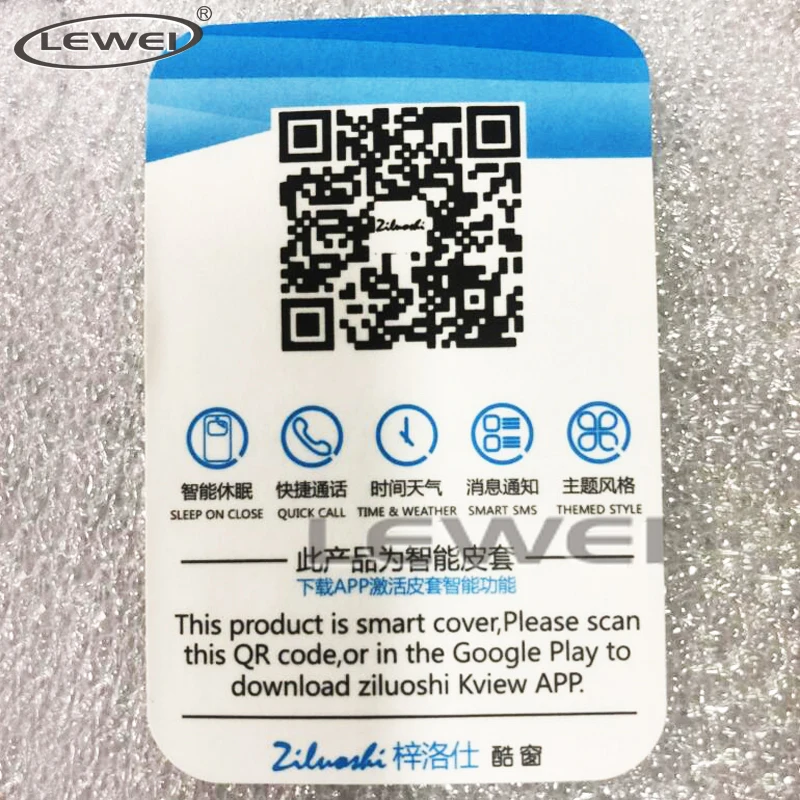 LEWEI®
Ziluoshi
智能休眠 快捷通话 时间天气 消息通知 主题风格
SLEEP ON CLOSE QUICK CALL TIME & WEATHER SMART SMS THEMED STYLE
LEWEI
此产品为智能皮套
下载APP激活皮套智能功能
This product is smart cover,Please scan
this QR code,or in the Google Play to
download ziluoshi Kview APP.
Ziluoshi 梓洛仕 酷窗